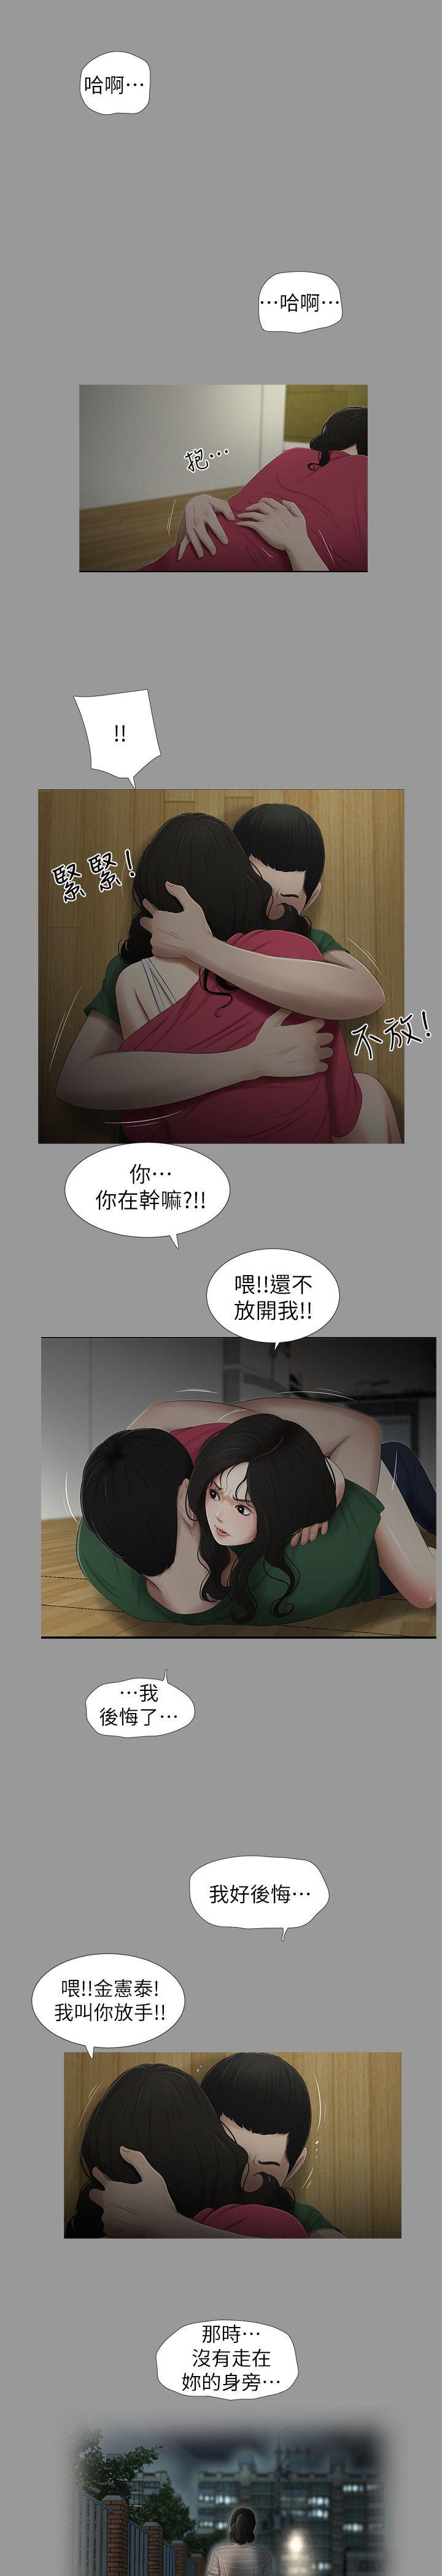 哈啊…
…哈啊…
抱…
!!
緊緊!
不放!
你…
你在幹嘛?!!
喂!!還不
放開我!!
…我
後悔了…
我好後悔…
喂!!金憲泰!
我叫你放手!!
那時…
沒有走在
妳的身旁…